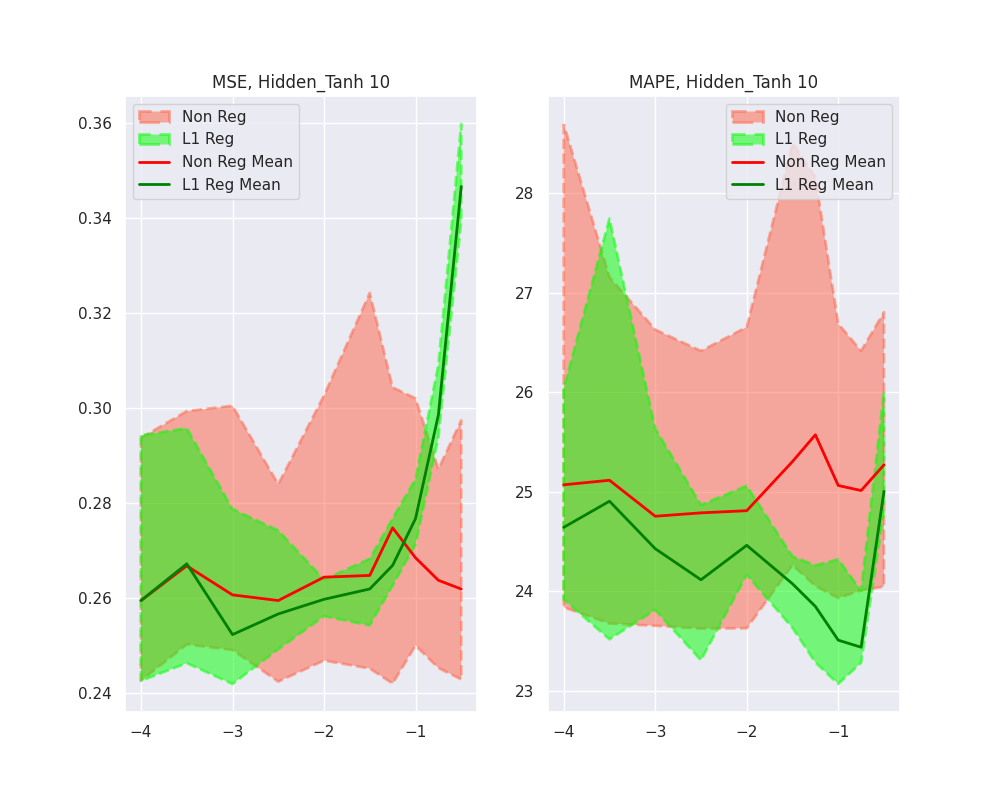 MSE, Hidden_Tanh 10
Non Reg
L1 Reg
Non Reg Mean
L1 Reg Mean
0.36
0.34
0.32
0.30
0.28
0.26
0.24
−4
−3
−2
−1
MAPE, Hidden_Tanh 10
Non Reg
L1 Reg
Non Reg Mean
L1 Reg Mean
28
27
26
25
24
23
−4
−3
−2
−1